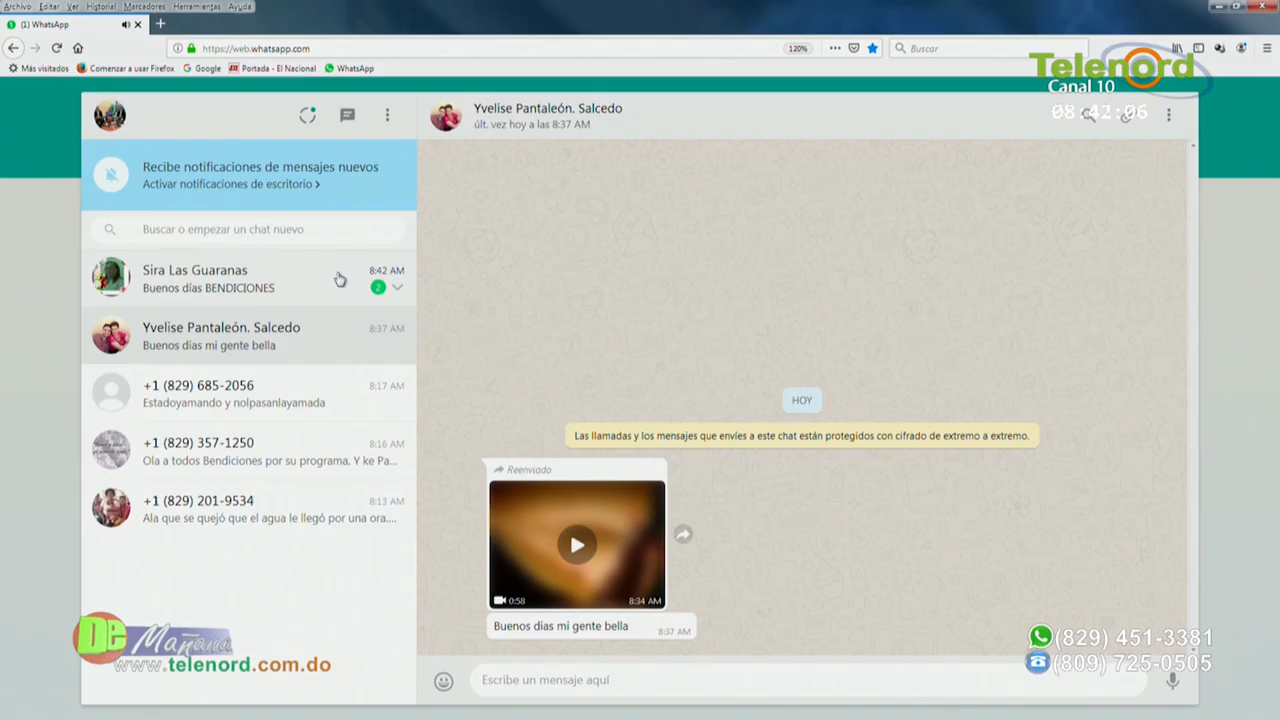 Archivo Editar Ver Historial Marcadores Herramientas Ayuda
(1) WhatsApp
https://web.whatsapp.com
120%
Buscar
Más visitados
Comenzar a usar Firefox
Google
Portada - El Nacional
WhatsApp
Telenord
Canal 10
08:42:06
Yvelise Pantaleón. Salcedo
últ. vez hoy a las 8:37 AM
Recibe notificaciones de mensajes nuevos
Activar notificaciones de escritorio >
Buscar o empezar un chat nuevo
Sira Las Guaranas
8:42 AM
Buenos días BENDICIONES
2
Yvelise Pantaleón. Salcedo
8:37 AM
Buenos dias mi gente bella
+1 (829) 685-2056
8:17 AM
Estadoyamando y nolpasanlayamada
+1 (829) 357-1250
8:16 AM
Ola a todos Bendiciones por su programa. Y ke Pa...
+1 (829) 201-9534
8:13 AM
Ala que se quejó que el agua le llegó por una ora....
HOY
Las llamadas y los mensajes que envíes a este chat están protegidos con cifrado de extremo a extremo.
Reenviado
0:58
8:34 AM
Buenos dias mi gente bella
8:37 AM
Escribe un mensaje aquí
De Mañana
www.telenord.com.do
(829) 451-3381
(809) 725-0505